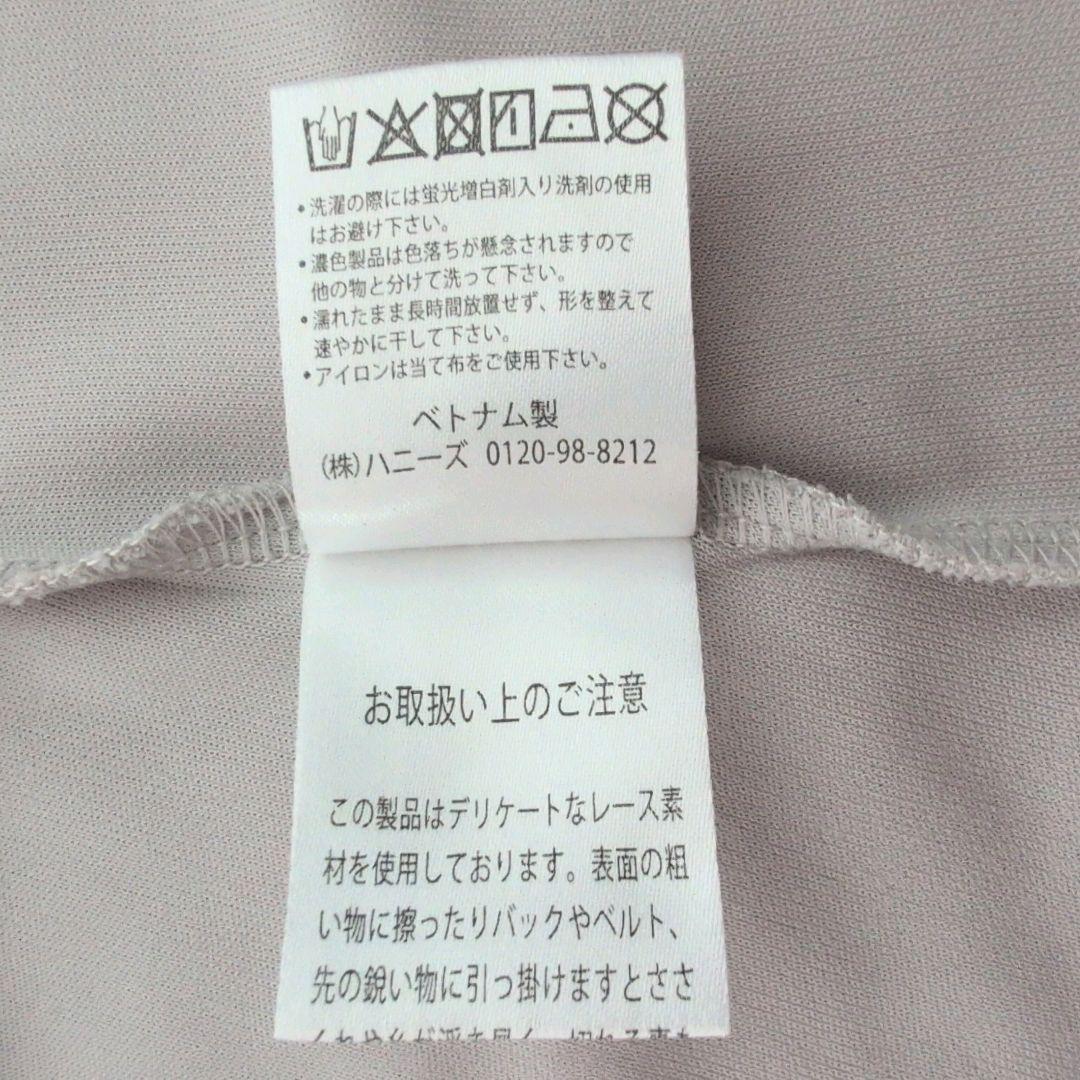 ・洗濯の際には蛍光増白剤入り洗剤の使用
はお避け下さい。
・濃色製品は色落ちが懸念されますので
他の物と分けて洗って下さい。
・濡れたまま長時間放置せず、形を整えて
速やかに干して下さい。
・アイロンは当て布をご使用下さい。
ベトナム製
(株)ハニーズ 0120-98-8212
お取扱い上のご注意
この製品はデリケートなレース素
材を使用しております。表面の粗
い物に擦ったりバックやベルト、
先の鋭い物に引っ掛けますとささ